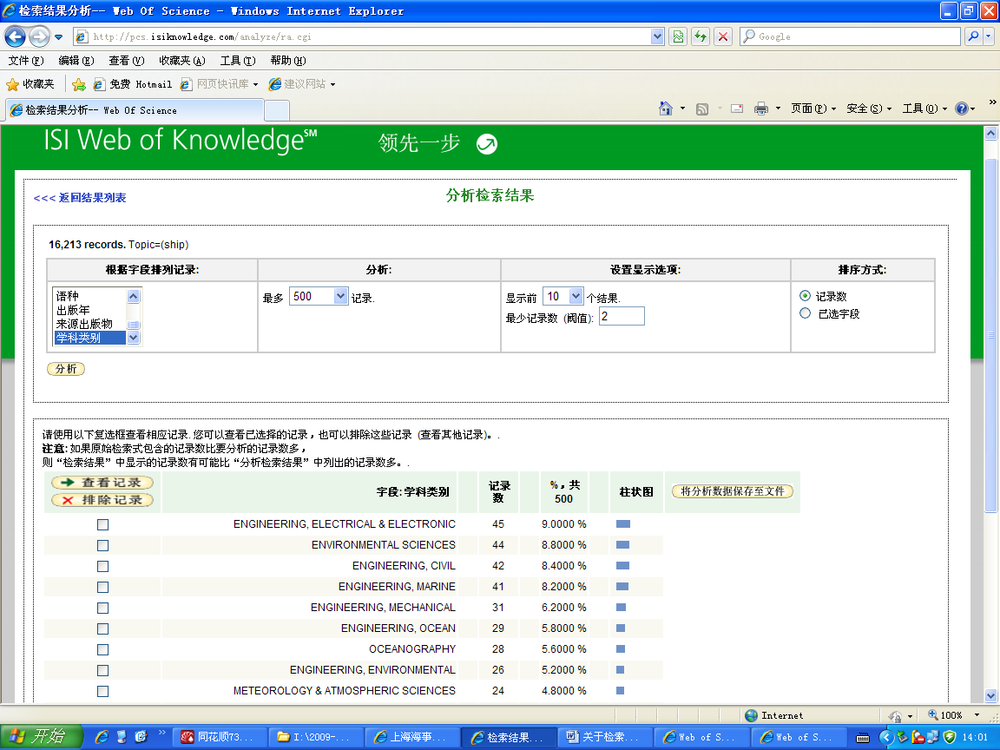 检索结果分析-- Web Of Science - Windows Internet Explorer
http://pcs.isiknowledge.com/analyze/ra.cgi
Google
文件(F) 编辑(E) 查看(V) 收藏夹(A) 工具(T) 帮助(H)
收藏夹 免费 Hotmail 网页快讯库 建议网站
检索结果分析-- Web Of Science
页面(P) 安全(S) 工具(O)
ISI Web of Knowledge℠ 领先一步
<<< 返回结果列表
分析检索结果
16,213 records. Topic=(ship)
根据字段排列记录: 分析: 设置显示选项: 排序方式:
语种
出版年
来源出版物
学科类别
最多 500 记录.
显示前 10 个结果.
最少记录数 (阈值): 2
记录数
已选字段
分析
请使用以下复选框查看相应记录. 您可以查看已选择的记录，也可以排除这些记录 (查看其他记录)。.
注意: 如果原始检索式包含的记录数比要分析的记录数多，
则“检索结果”中显示的记录数有可能比“分析检索结果”中列出的记录数多。.
查看记录
排除记录
字段: 学科类别 记录数 %，共 500 柱状图 将分析数据保存至文件
ENGINEERING, ELECTRICAL & ELECTRONIC 45 9.0000 %
ENVIRONMENTAL SCIENCES 44 8.8000 %
ENGINEERING, CIVIL 42 8.4000 %
ENGINEERING, MARINE 41 8.2000 %
ENGINEERING, MECHANICAL 31 6.2000 %
ENGINEERING, OCEAN 29 5.8000 %
OCEANOGRAPHY 28 5.6000 %
ENGINEERING, ENVIRONMENTAL 26 5.2000 %
METEOROLOGY & ATMOSPHERIC SCIENCES 24 4.8000 %
Internet 100%
开始 同花顺73... I:\2009-... 上海海事... 检索结果... 关于检索... Web of S... Web of S... 14:01